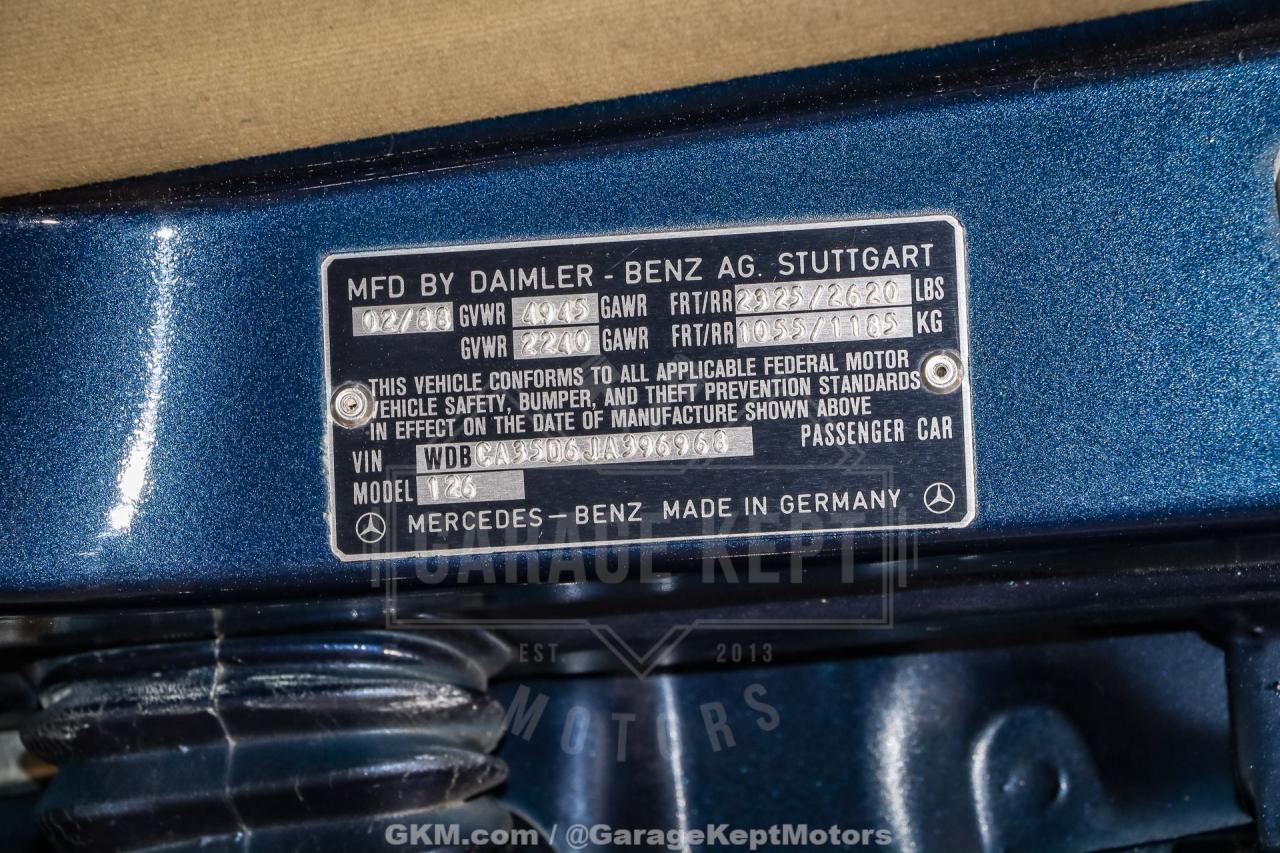 MFD BY DAIMLER - BENZ AG. STUTTGART
02/88 GVWR 4945 GAWR FRT/RR 2325/2620 LBS
GVWR 2240 GAWR FRT/RR 1055/1185 KG
THIS VEHICLE CONFORMS TO ALL APPLICABLE FEDERAL MOTOR
VEHICLE SAFETY, BUMPER, AND THEFT PREVENTION STANDARDS
IN EFFECT ON THE DATE OF MANUFACTURE SHOWN ABOVE
VIN WDBCA35D6JA396968 PASSENGER CAR
MODEL 126
MERCEDES-BENZ MADE IN GERMANY
GARAGE KEPT
EST. 2013
MOTORS
GKM.com / @GarageKeptMotors